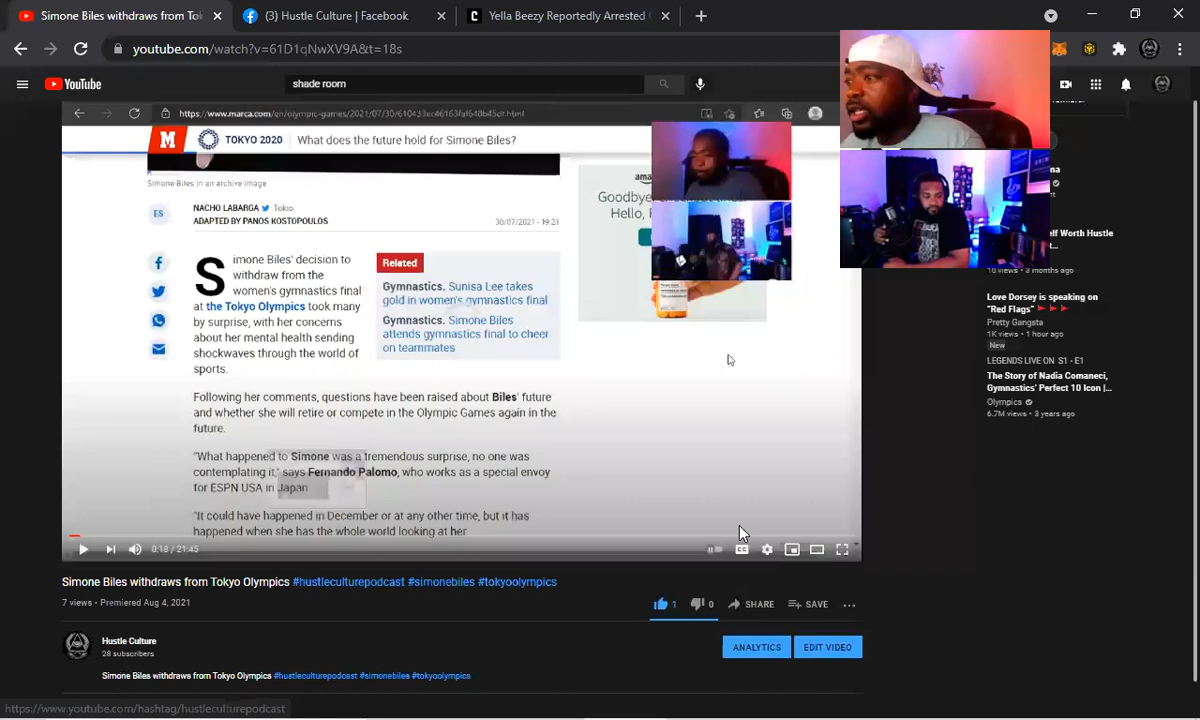 Simone Biles withdraws from Tok
(3) Hustle Culture | Facebook
Yella Beezy Reportedly Arrested
youtube.com/watch?v=61D1qNwXV9A&t=18s
YouTube
shade room
TOKYO 2020 What does the future hold for Simone Biles?
Simone Biles in an archive image
ES
NACHO LABARGA Tokio
ADAPTED BY PANOS KOSTOPOULOS
30/07/2021 - 19:21
Simone Biles' decision to
withdraw from the
women's gymnastics final
at the Tokyo Olympics took many
by surprise, with her concerns
about her mental health sending
shockwaves through the world of
sports.
Related
Gymnastics. Sunisa Lee takes
gold in women's gymnastics final
Gymnastics. Simone Biles
attends gymnastics final to cheer
on teammates
Following her comments, questions have been raised about Biles' future
and whether she will retire or compete in the Olympic Games again in the
future.
"What happened to Simone was a tremendous surprise, no one was
contemplating it," says Fernando Palomo, who works as a special envoy
for ESPN USA in Japan
"It could have happened in December or at any other time, but it has
happened when she has the whole world looking at her
Hello,
0:18 / 21:45
Simone Biles withdraws from Tokyo Olympics #hustleculturepodcast #simonebiles #tokyoolympics
7 views • Premiered Aug 4, 2021
1
0
SHARE
SAVE
Hustle Culture
28 subscribers
ANALYTICS
EDIT VIDEO
Simone Biles withdraws from Tokyo Olympics #hustleculturepodcast #simonebiles #tokyoolympics
elf Worth Hustle
10 views • 3 months ago
Love Dorsey is speaking on
"Red Flags"
Pretty Gangsta
1K views • 1 hour ago
New
LEGENDS LIVE ON S1 • E1
The Story of Nadia Comaneci,
Gymnastics' Perfect 10 Icon |...
Olympics
6.7M views • 3 years ago
https://www.youtube.com/hashtag/hustleculturepodcast